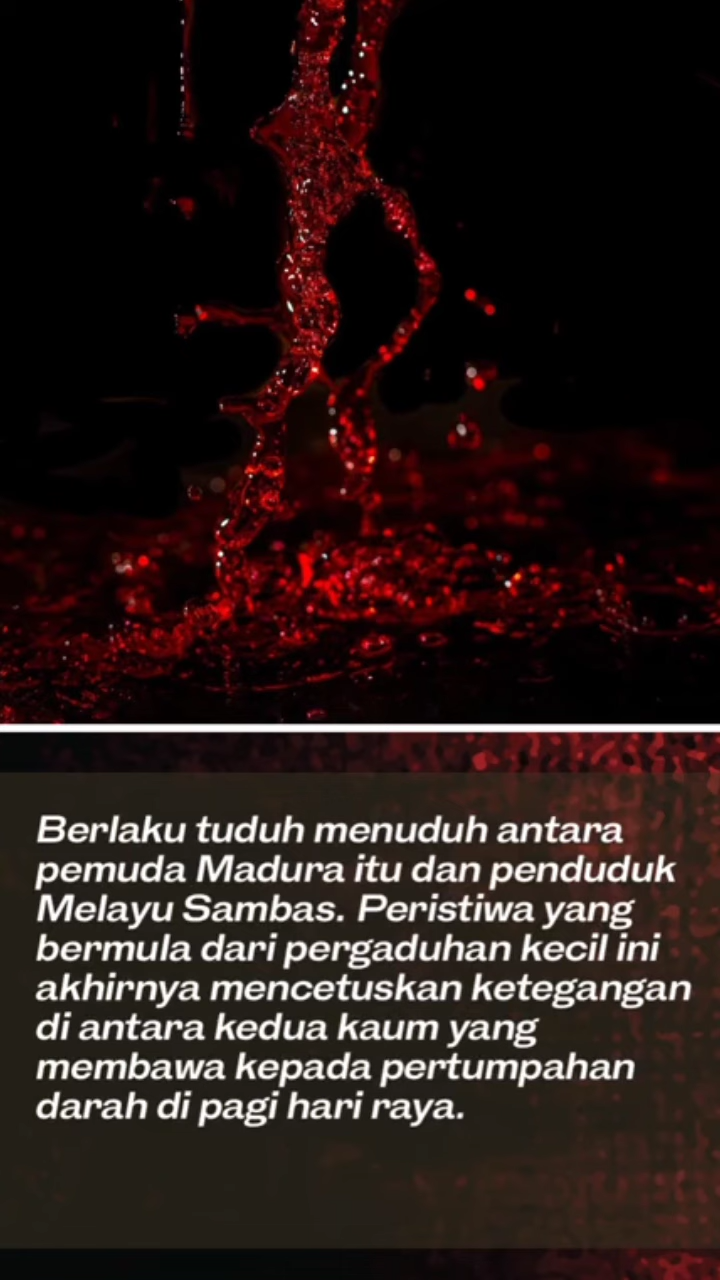 Berlaku tuduh menuduh antara
pemuda Madura itu dan penduduk
Melayu Sambas. Peristiwa yang
bermula dari pergaduhan kecil ini
akhirnya mencetuskan ketegangan
di antara kedua kaum yang
membawa kepada pertumpahan
darah di pagi hari raya.